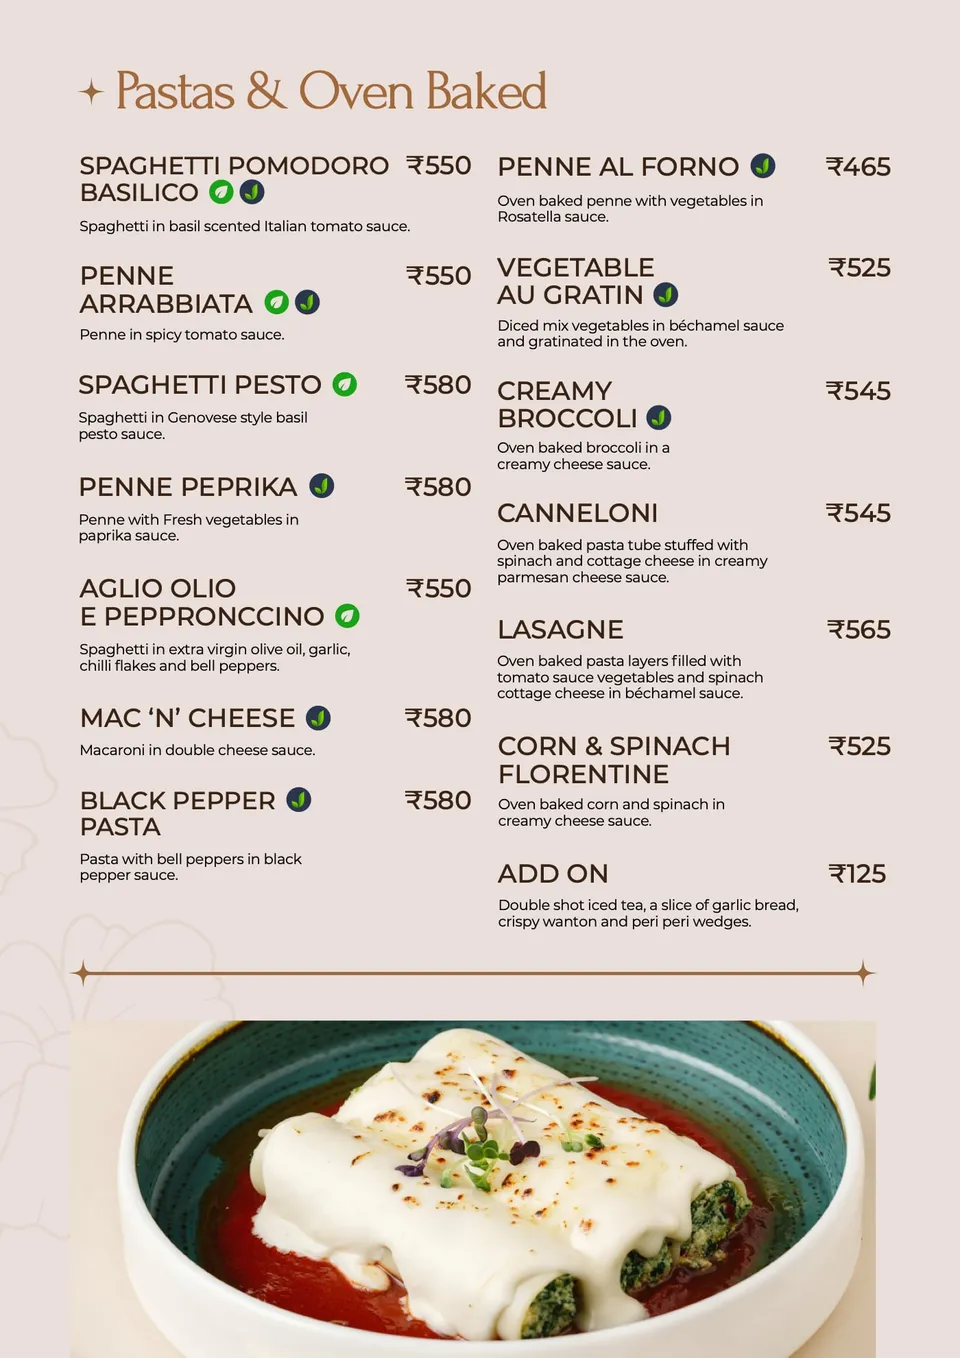 Pastas & Oven Baked
SPAGHETTI POMODORO ₹550
BASILICO
Spaghetti in basil scented Italian tomato sauce.
PENNE ₹550
ARRABBIATA
Penne in spicy tomato sauce.
SPAGHETTI PESTO ₹580
Spaghetti in Genovese style basil
pesto sauce.
PENNE PEPRIKA ₹580
Penne with Fresh vegetables in
paprika sauce.
AGLIO OLIO ₹550
E PEPPRONCCINO
Spaghetti in extra virgin olive oil, garlic,
chilli flakes and bell peppers.
MAC ‘N’ CHEESE ₹580
Macaroni in double cheese sauce.
BLACK PEPPER ₹580
PASTA
Pasta with bell peppers in black
pepper sauce.
PENNE AL FORNO ₹465
Oven baked penne with vegetables in
Rosatella sauce.
VEGETABLE ₹525
AU GRATIN
Diced mix vegetables in béchamel sauce
and gratinated in the oven.
CREAMY ₹545
BROCCOLI
Oven baked broccoli in a
creamy cheese sauce.
CANNELONI ₹545
Oven baked pasta tube stuffed with
spinach and cottage cheese in creamy
parmesan cheese sauce.
LASAGNE ₹565
Oven baked pasta layers filled with
tomato sauce vegetables and spinach
cottage cheese in béchamel sauce.
CORN & SPINACH ₹525
FLORENTINE
Oven baked corn and spinach in
creamy cheese sauce.
ADD ON ₹125
Double shot iced tea, a slice of garlic bread,
crispy wanton and peri peri wedges.